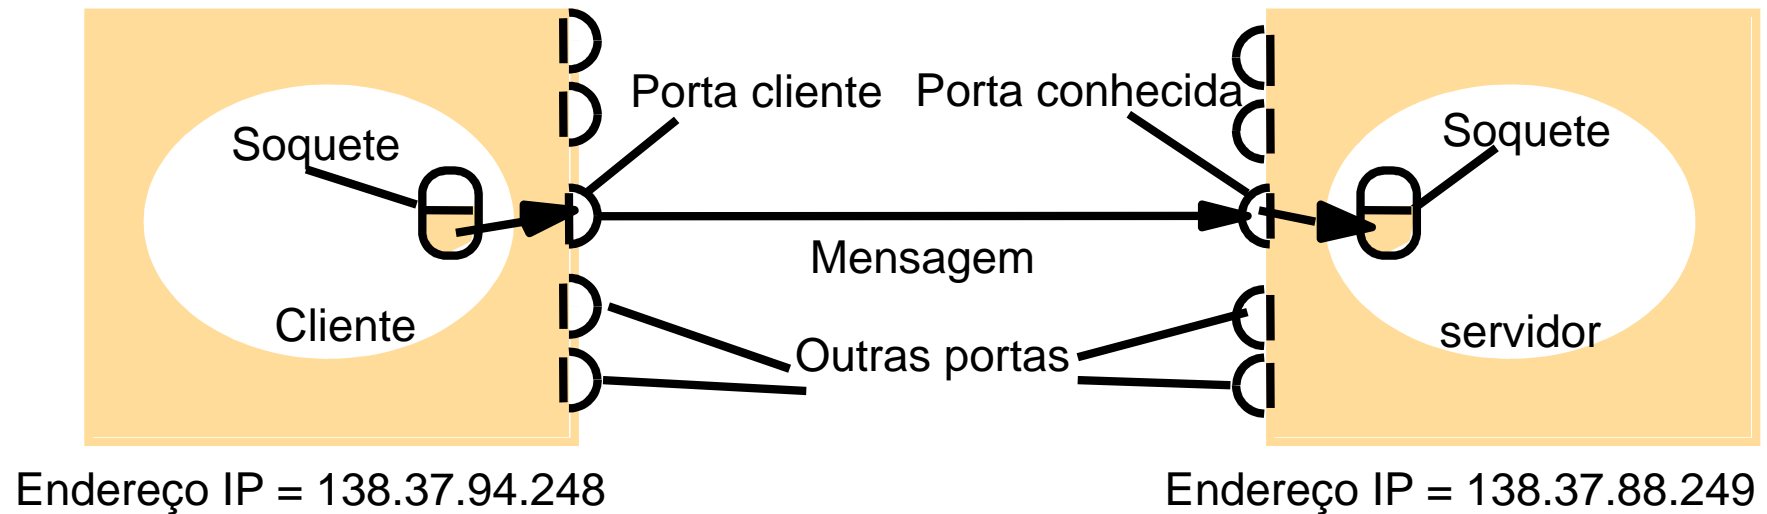 Porta cliente
Porta conhecida
Soquete
Soquete
Mensagem
Cliente
servidor
Outras portas
Endereço IP = 138.37.94.248
Endereço IP = 138.37.88.249